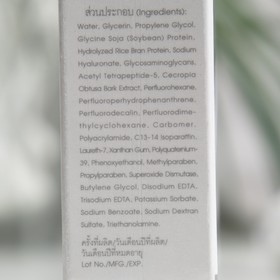 ส่วนประกอบ (Ingredients):
Water, Glycerin, Propylene Glycol,
Glycine Soja (Soybean) Protein,
Hydrolyzed Rice Bran Protein, Sodium
Hyaluronate, Glycosaminoglycans,
Acetyl Tetrapeptide-5, Cecropia
Obtusa Bark Extract, Perfluorohexane,
Perfluoroperhydrophenanthrene,
Perfluorodecalin, Perfluorodime-
thylcyclohexane, Carbomer,
Polyacrylamide, C13-14 Isoparaffin,
Laureth-7, Xanthan Gum, Polyquaternium-
39, Phenoxyethanol, Methylparaben,
Propylparaben, Superoxide Dismutase,
Butylene Glycol, Disodium EDTA,
Trisodium EDTA, Potassium Sorbate,
Sodium Benzoate, Sodium Dextran
Sulfate, Triethanolamine.
ครั้งที่ผลิต/วันเดือนปีที่ผลิต/
วันเดือนปีที่หมดอายุ
Lot No./MFG./EXP.